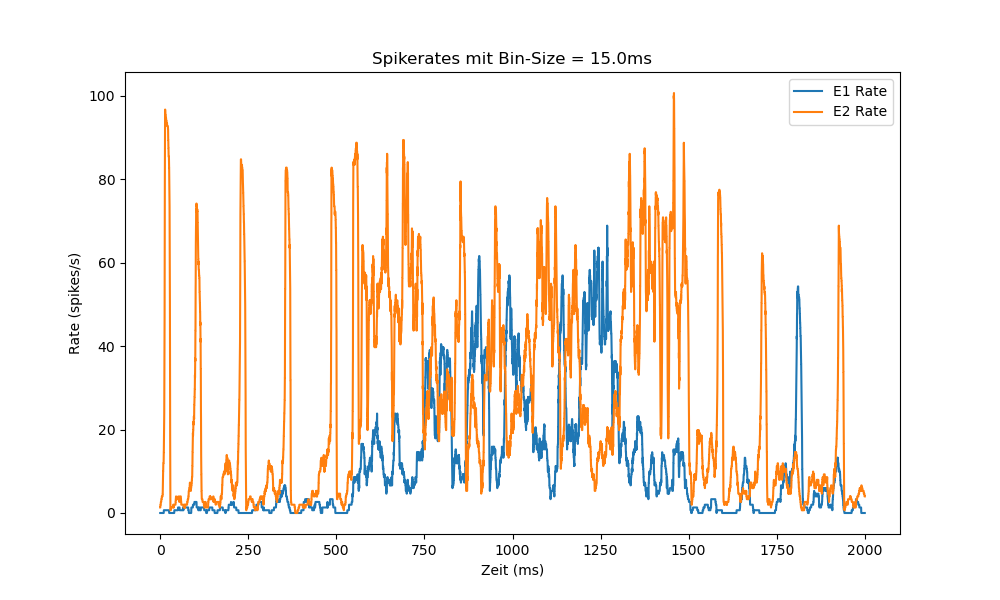 Spikerates mit Bin-Size = 15.0ms
E1 Rate
E2 Rate
100
80
60
40
20
0
Rate (spikes/s)
0 250 500 750 1000 1250 1500 1750 2000
Zeit (ms)